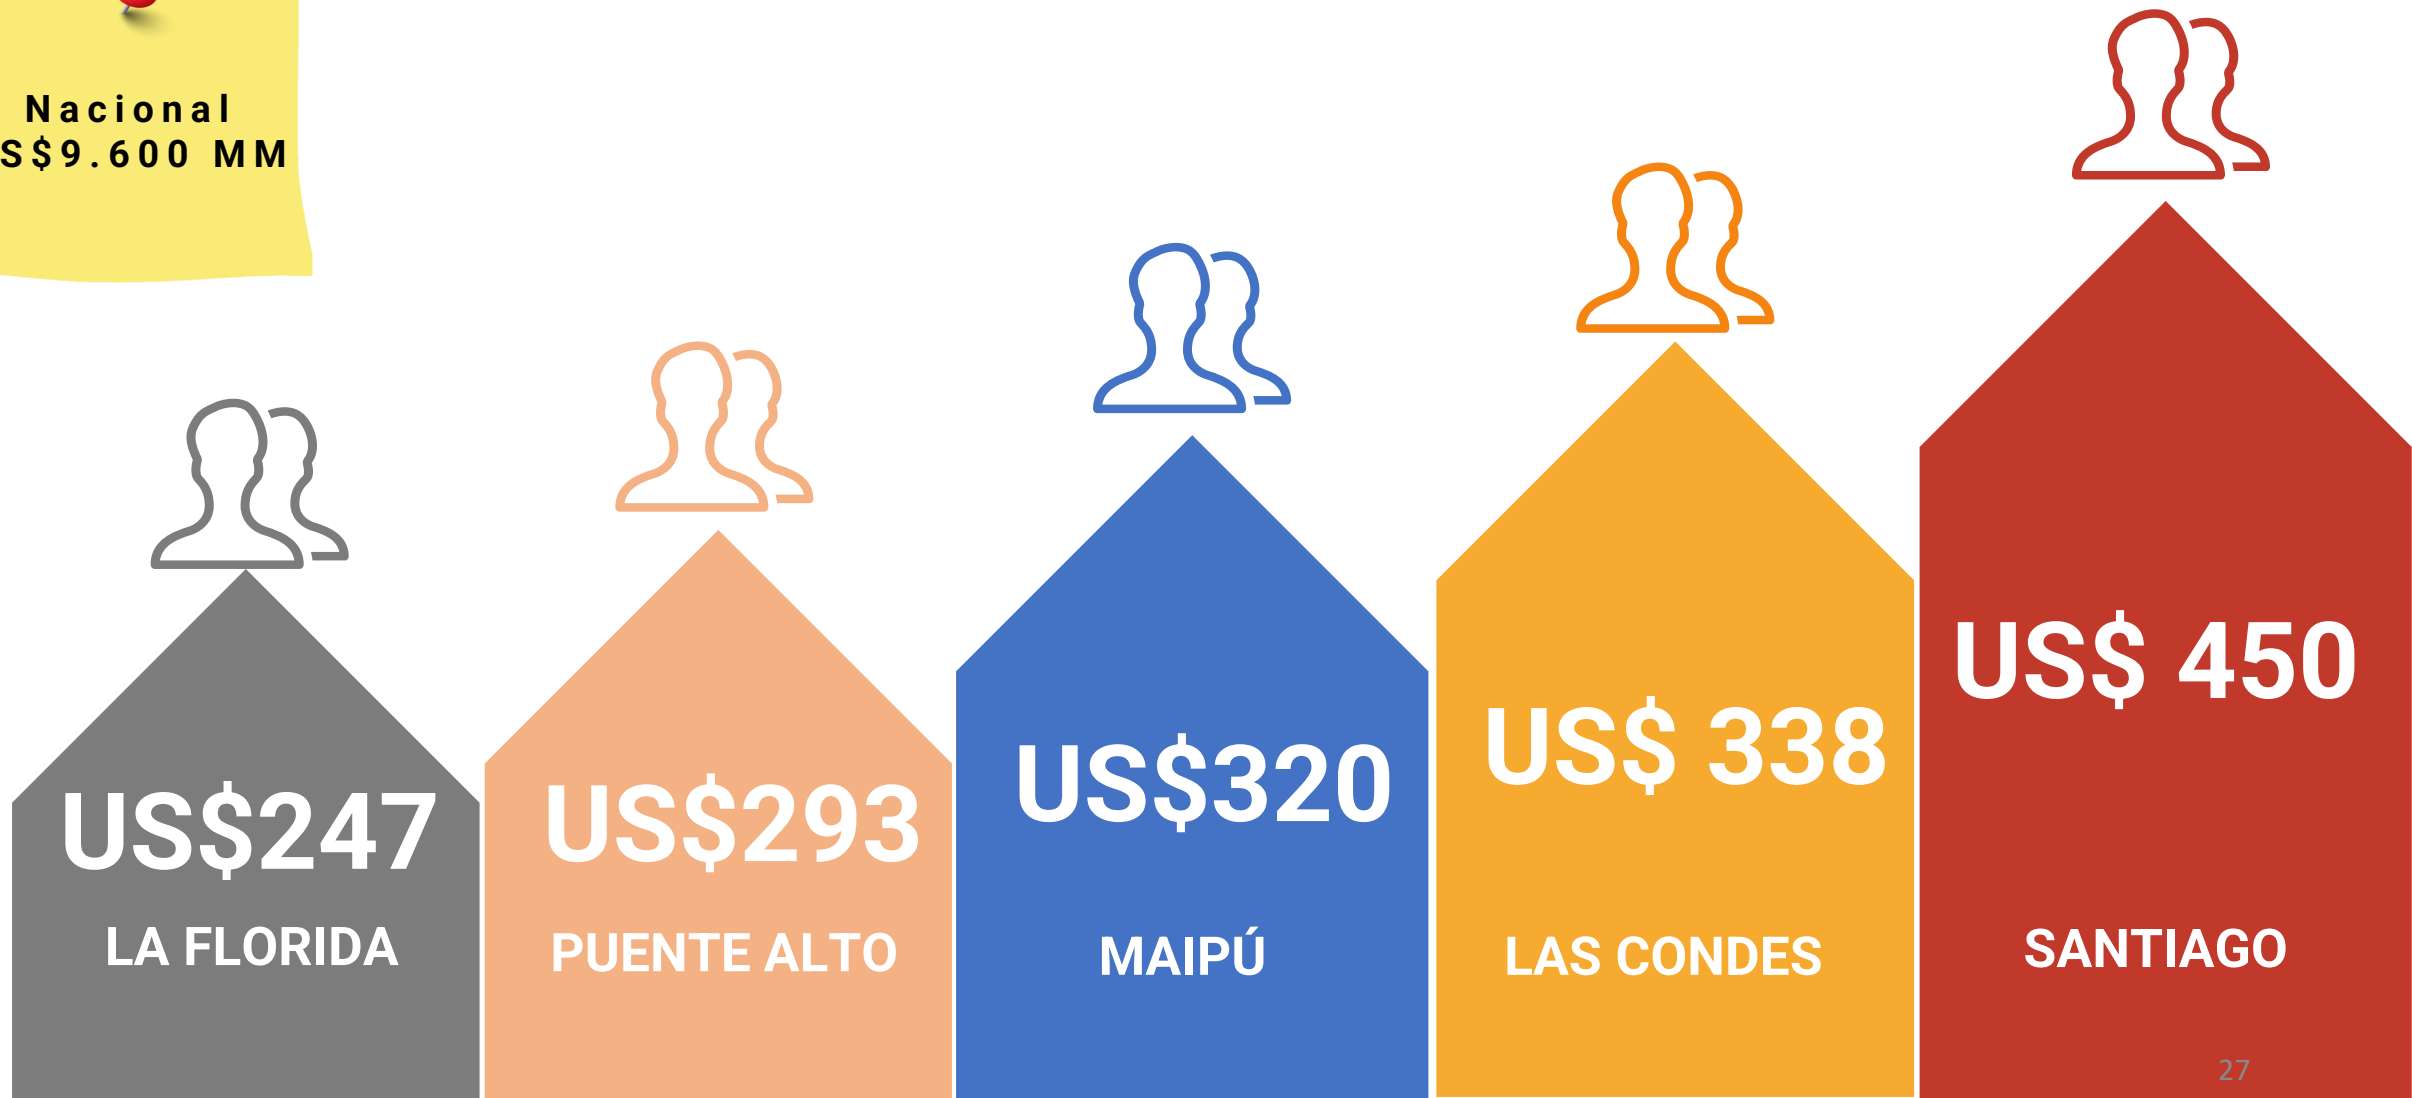 Nacional
S$9.600 MM
US$ 450
US$ 338
US$320
US$293
US$247
LA FLORIDA
PUENTE ALTO
MAIPÚ
LAS CONDES
SANTIAGO
27